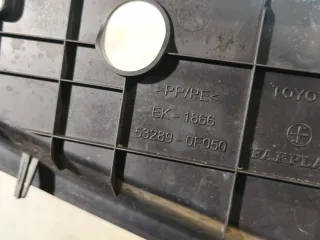 >PP/PE<
EK-1866
53289-0F050
TOYO
FARPLA